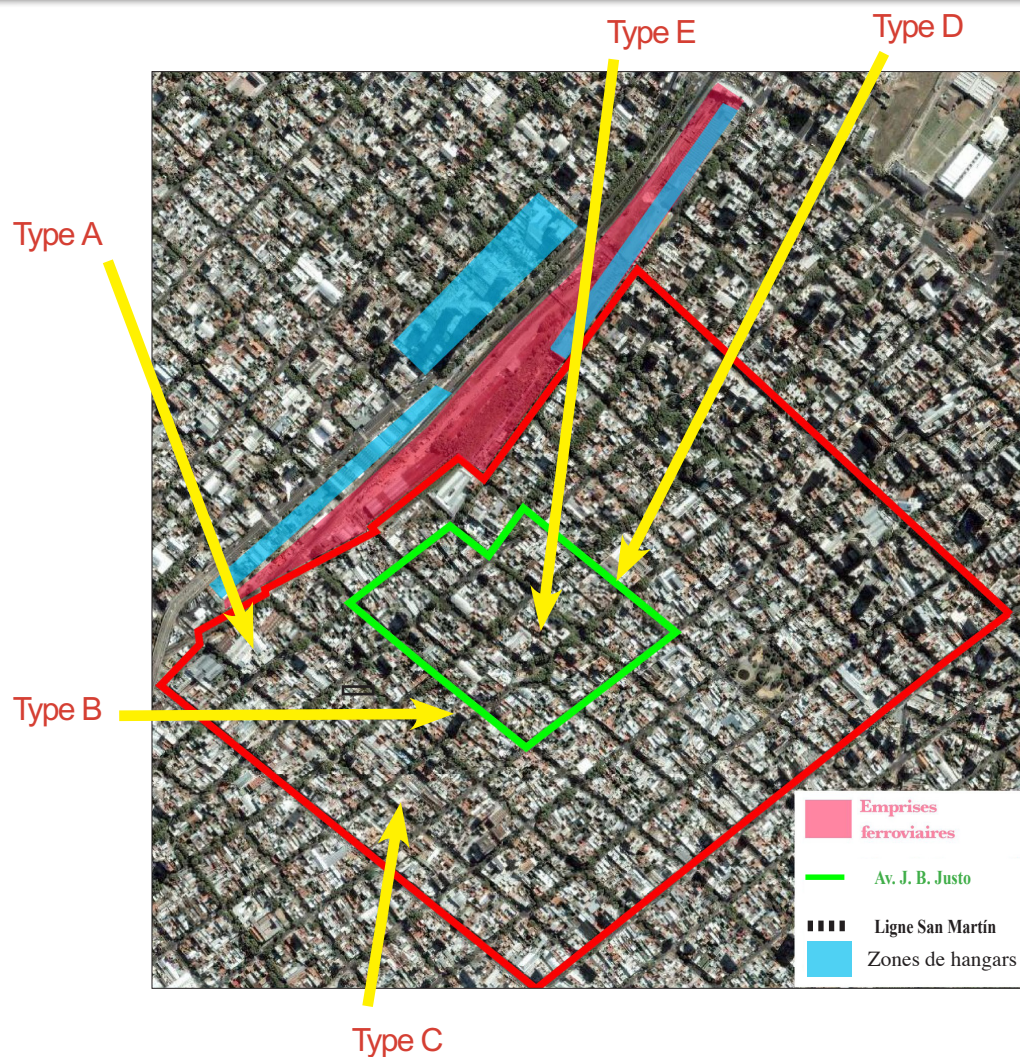 Type E
Type D
Type A
Type B
Type C
Emprises
ferroviaires
Av. J. B. Justo
Ligne San Martín
Zones de hangars